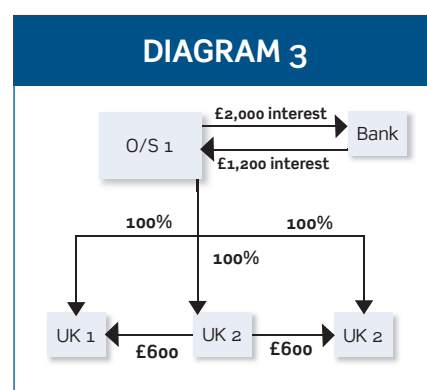 DIAGRAM 3
£2,000 interest
O/S 1
Bank
£1,200 interest
100%
100%
100%
UK 1
UK 2
UK 2
£600
£600